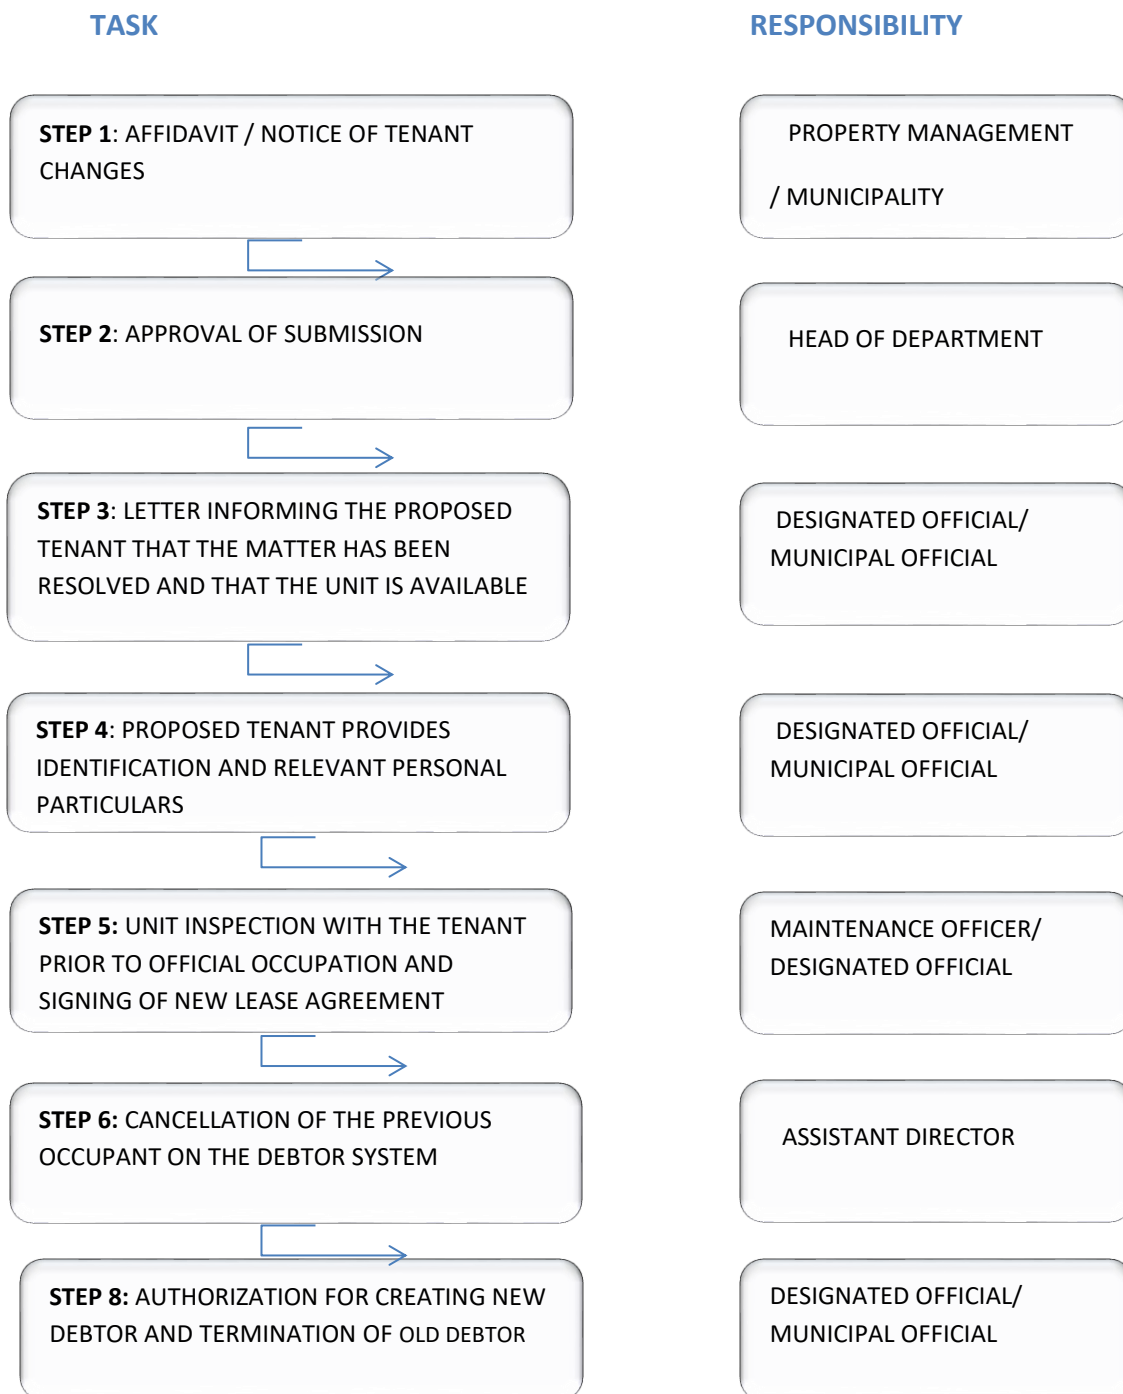 TASK
RESPONSIBILITY
STEP 1: AFFIDAVIT / NOTICE OF TENANT
CHANGES
PROPERTY MANAGEMENT
/ MUNICIPALITY
STEP 2: APPROVAL OF SUBMISSION
HEAD OF DEPARTMENT
STEP 3: LETTER INFORMING THE PROPOSED
TENANT THAT THE MATTER HAS BEEN
RESOLVED AND THAT THE UNIT IS AVAILABLE
DESIGNATED OFFICIAL/
MUNICIPAL OFFICIAL
STEP 4: PROPOSED TENANT PROVIDES
IDENTIFICATION AND RELEVANT PERSONAL
PARTICULARS
DESIGNATED OFFICIAL/
MUNICIPAL OFFICIAL
STEP 5: UNIT INSPECTION WITH THE TENANT
PRIOR TO OFFICIAL OCCUPATION AND
SIGNING OF NEW LEASE AGREEMENT
MAINTENANCE OFFICER/
DESIGNATED OFFICIAL
STEP 6: CANCELLATION OF THE PREVIOUS
OCCUPANT ON THE DEBTOR SYSTEM
ASSISTANT DIRECTOR
STEP 8: AUTHORIZATION FOR CREATING NEW
DEBTOR AND TERMINATION OF OLD DEBTOR
DESIGNATED OFFICIAL/
MUNICIPAL OFFICIAL